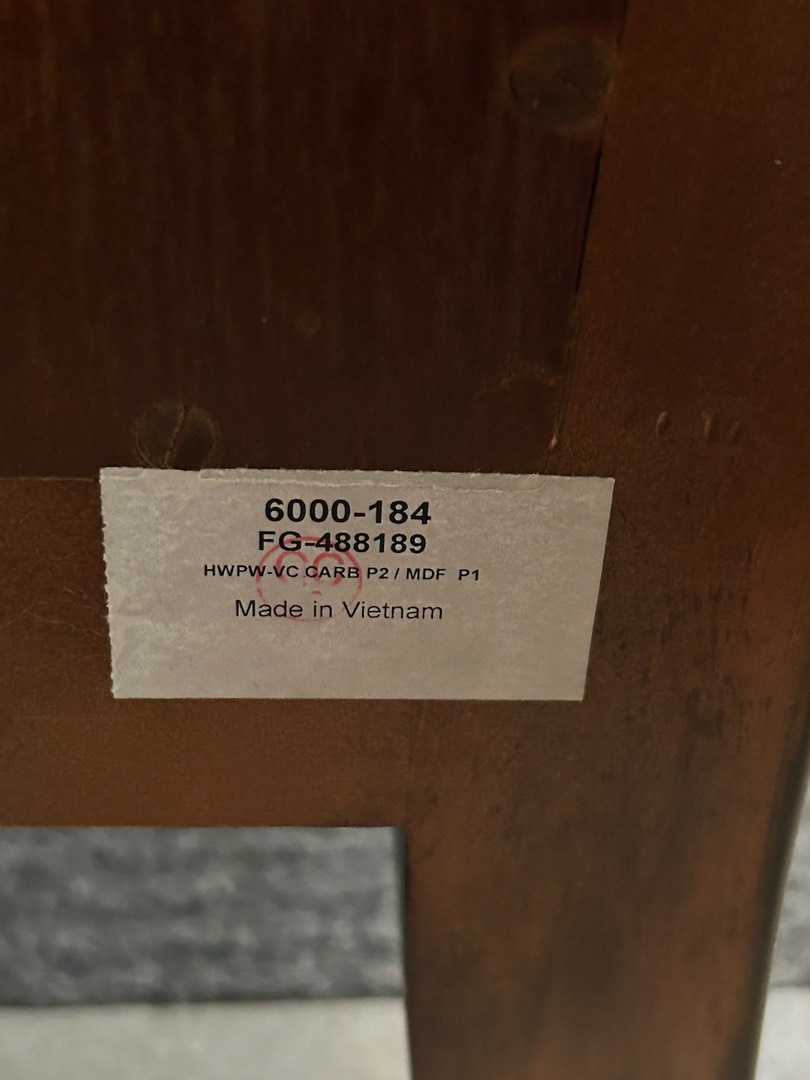 6000-184
FG-488189
HWPW-VC CARB P2 / MDF P1
Made in Vietnam